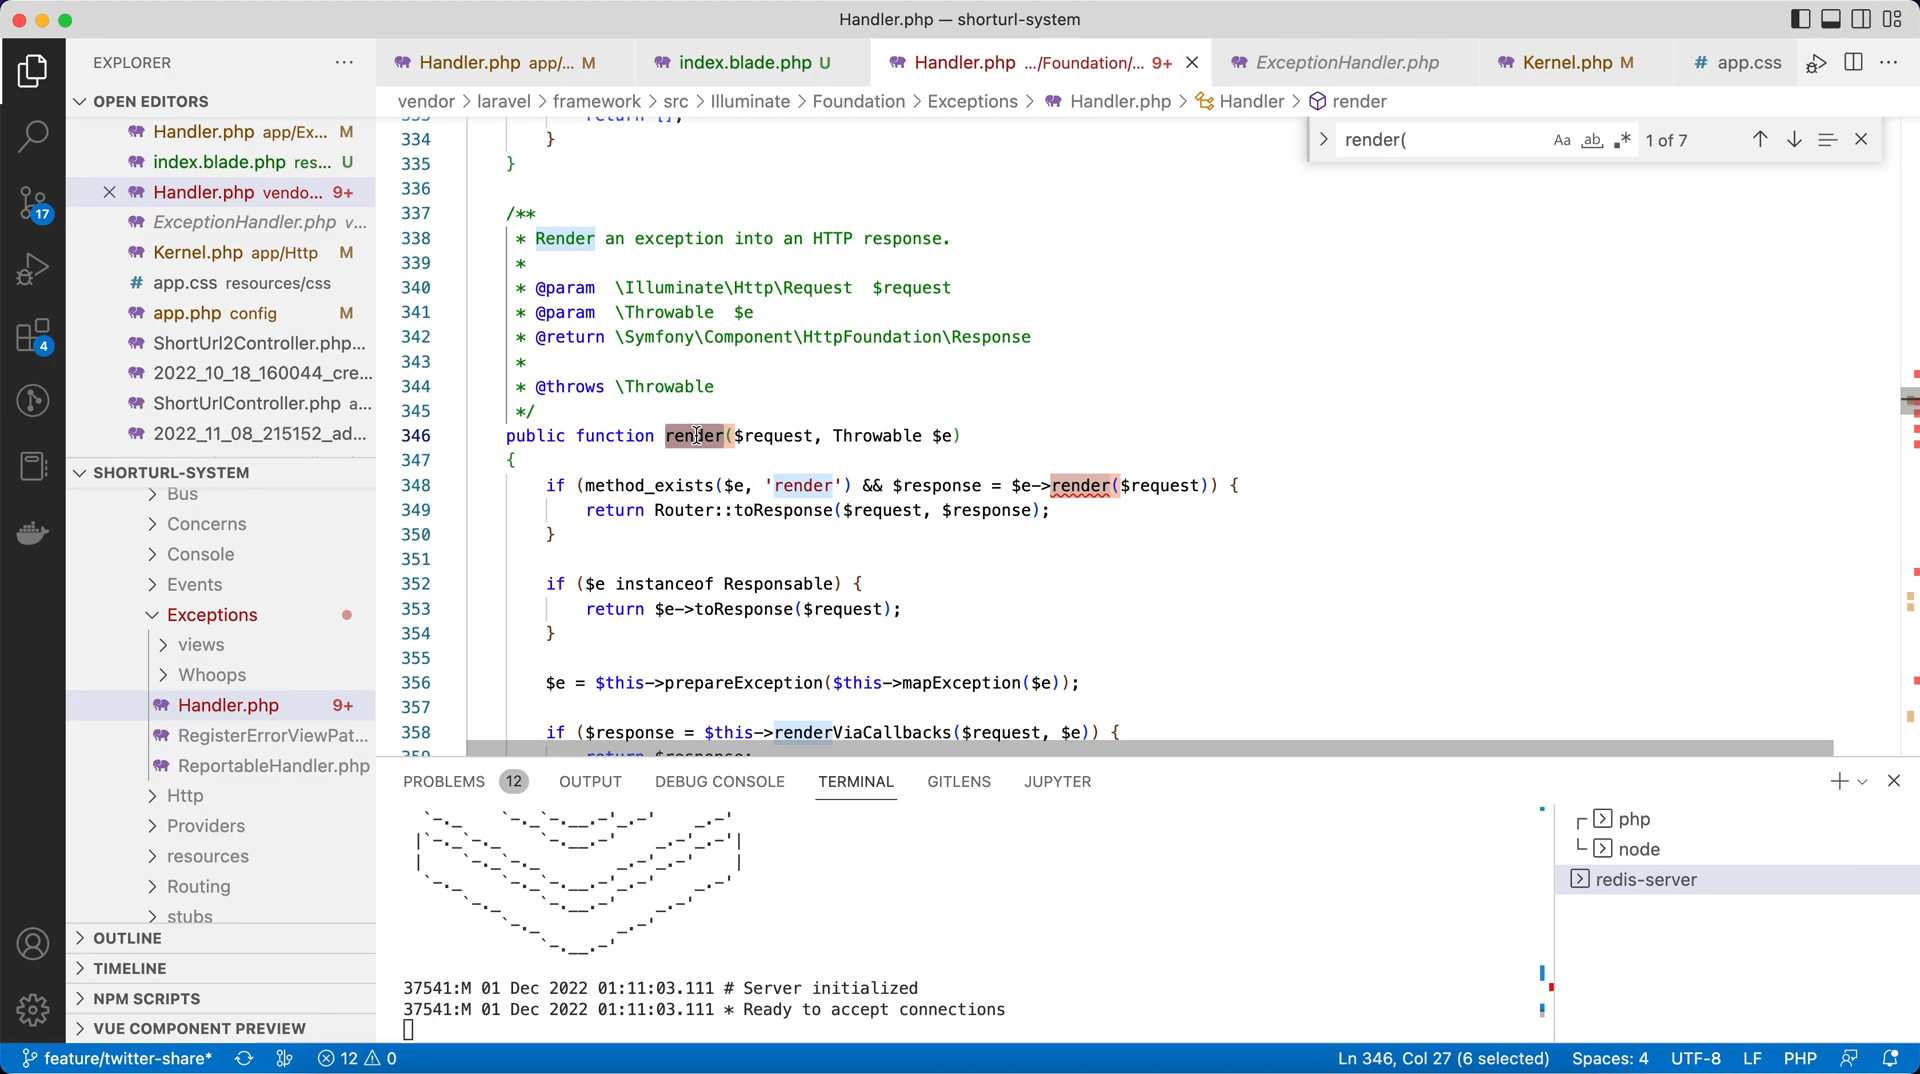 Handler.php — shorturl-system
EXPLORER
Handler.php app/... M
index.blade.php U
Handler.php .../Foundation/... 9+
ExceptionHandler.php
Kernel.php M
# app.css
OPEN EDITORS
Handler.php app/Ex... M
index.blade.php res... U
Handler.php vendo... 9+
ExceptionHandler.php v...
Kernel.php app/Http M
# app.css resources/css
app.php config M
ShortUrl2Controller.php...
2022_10_18_160044_cre...
ShortUrlController.php a...
2022_11_08_215152_ad...
SHORTURL-SYSTEM
Bus
Concerns
Console
Events
Exceptions
views
Whoops
Handler.php 9+
RegisterErrorViewPat...
ReportableHandler.php
Http
Providers
resources
Routing
stubs
OUTLINE
TIMELINE
NPM SCRIPTS
VUE COMPONENT PREVIEW
17
4
vendor > laravel > framework > src > Illuminate > Foundation > Exceptions > Handler.php > Handler > render
render(
Aa ab 1 of 7
333 return [];
334 }
335 }
336
337 /**
338 * Render an exception into an HTTP response.
339 *
340 * @param \Illuminate\Http\Request $request
341 * @param \Throwable $e
342 * @return \Symfony\Component\HttpFoundation\Response
343 *
344 * @throws \Throwable
345 */
346 public function render($request, Throwable $e)
347 {
348 if (method_exists($e, 'render') && $response = $e->render($request)) {
349 return Router::toResponse($request, $response);
350 }
351
352 if ($e instanceof Responsable) {
353 return $e->toResponse($request);
354 }
355
356 $e = $this->prepareException($this->mapException($e));
357
358 if ($response = $this->renderViaCallbacks($request, $e)) {
359 return $response;
PROBLEMS 12 OUTPUT DEBUG CONSOLE TERMINAL GITLENS JUPYTER
37541:M 01 Dec 2022 01:11:03.111 # Server initialized
37541:M 01 Dec 2022 01:11:03.111 * Ready to accept connections
php
node
redis-server
feature/twitter-share* 12 0
Ln 346, Col 27 (6 selected) Spaces: 4 UTF-8 LF PHP